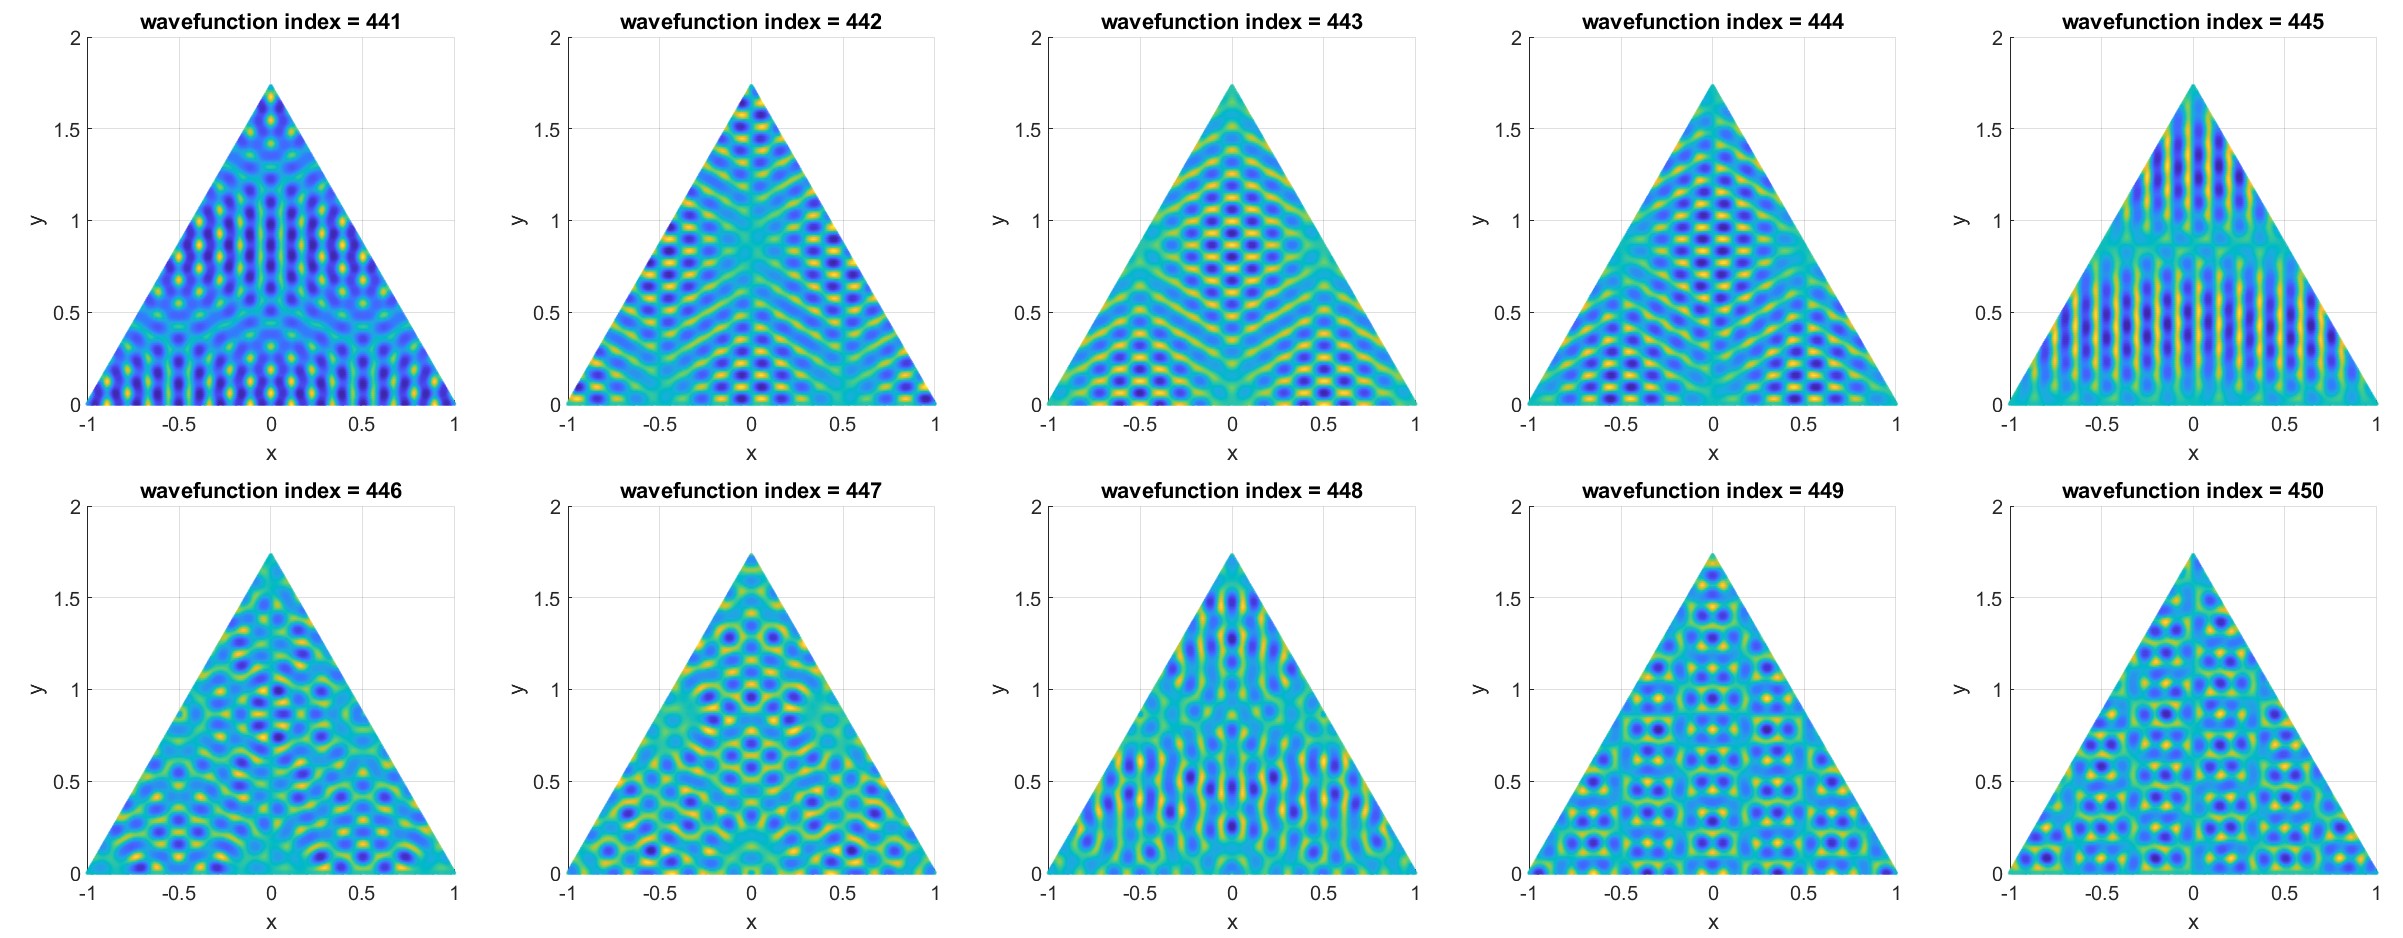 wavefunction index = 441
2
1.5
1
0.5
0
y
-1 -0.5 0 0.5 1
x
wavefunction index = 442
2
1.5
1
0.5
0
y
-1 -0.5 0 0.5 1
x
wavefunction index = 443
2
1.5
1
0.5
0
y
-1 -0.5 0 0.5 1
x
wavefunction index = 444
2
1.5
1
0.5
0
y
-1 -0.5 0 0.5 1
x
wavefunction index = 445
2
1.5
1
0.5
0
y
-1 -0.5 0 0.5 1
x
wavefunction index = 446
2
1.5
1
0.5
0
y
-1 -0.5 0 0.5 1
x
wavefunction index = 447
2
1.5
1
0.5
0
y
-1 -0.5 0 0.5 1
x
wavefunction index = 448
2
1.5
1
0.5
0
y
-1 -0.5 0 0.5 1
x
wavefunction index = 449
2
1.5
1
0.5
0
y
-1 -0.5 0 0.5 1
x
wavefunction index = 450
2
1.5
1
0.5
0
y
-1 -0.5 0 0.5 1
x